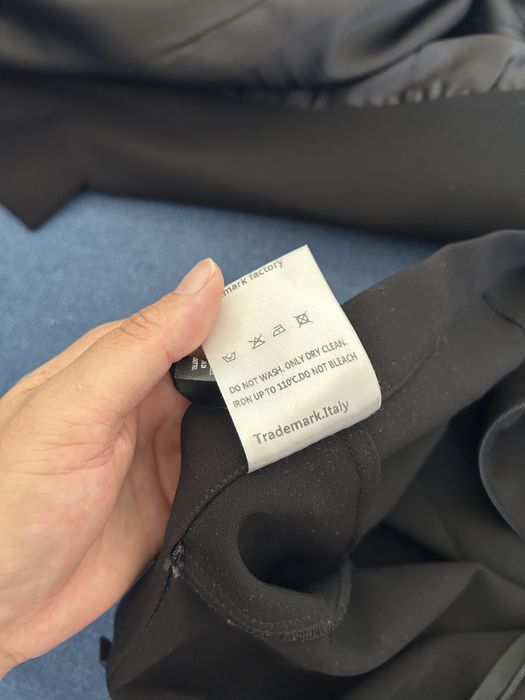 mark factory
DO NOT WASH. ONLY DRY CLEAN.
IRON UP TO 110℃.DO NOT BLEACH
Trademark.Italy